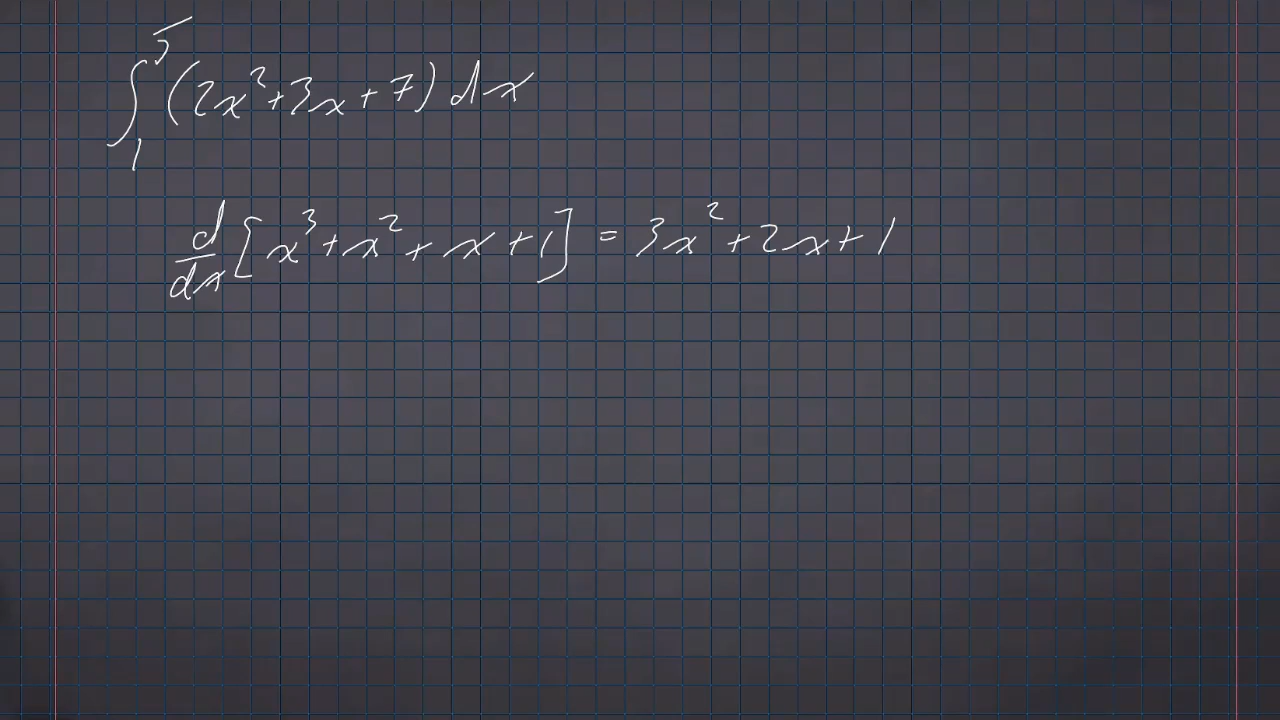 ∫₁⁵ (2x²+3x+7) dx
d/dx [x³+x²+x+1] = 3x²+2x+1